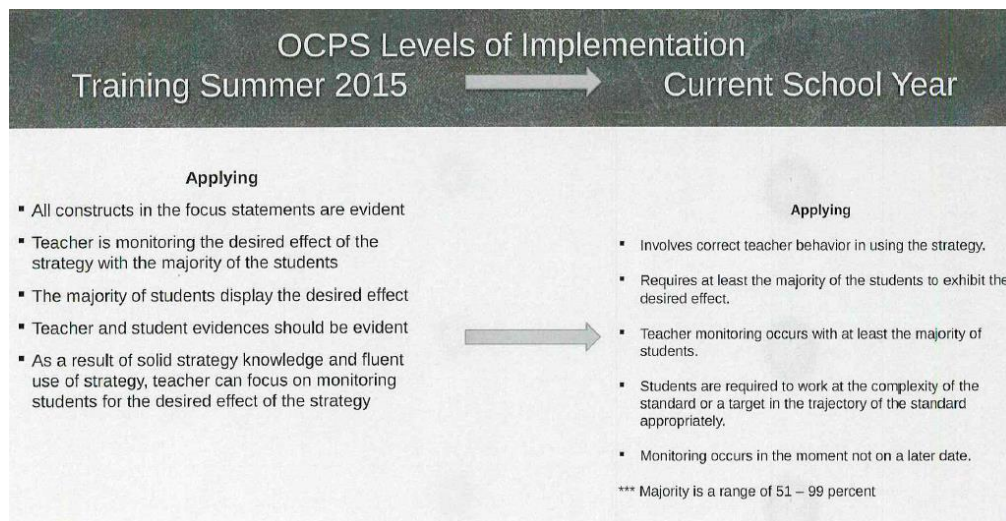 OCPS Levels of Implementation
Training Summer 2015
Current School Year
Applying
▪ All constructs in the focus statements are evident
▪ Teacher is monitoring the desired effect of the
strategy with the majority of the students
▪ The majority of students display the desired effect
▪ Teacher and student evidences should be evident
▪ As a result of solid strategy knowledge and fluent
use of strategy, teacher can focus on monitoring
students for the desired effect of the strategy
Applying
▪ Involves correct teacher behavior in using the strategy.
▪ Requires at least the majority of the students to exhibit the
desired effect.
▪ Teacher monitoring occurs with at least the majority of
students.
▪ Students are required to work at the complexity of the
standard or a target in the trajectory of the standard
appropriately.
▪ Monitoring occurs in the moment not on a later date.
*** Majority is a range of 51 – 99 percent